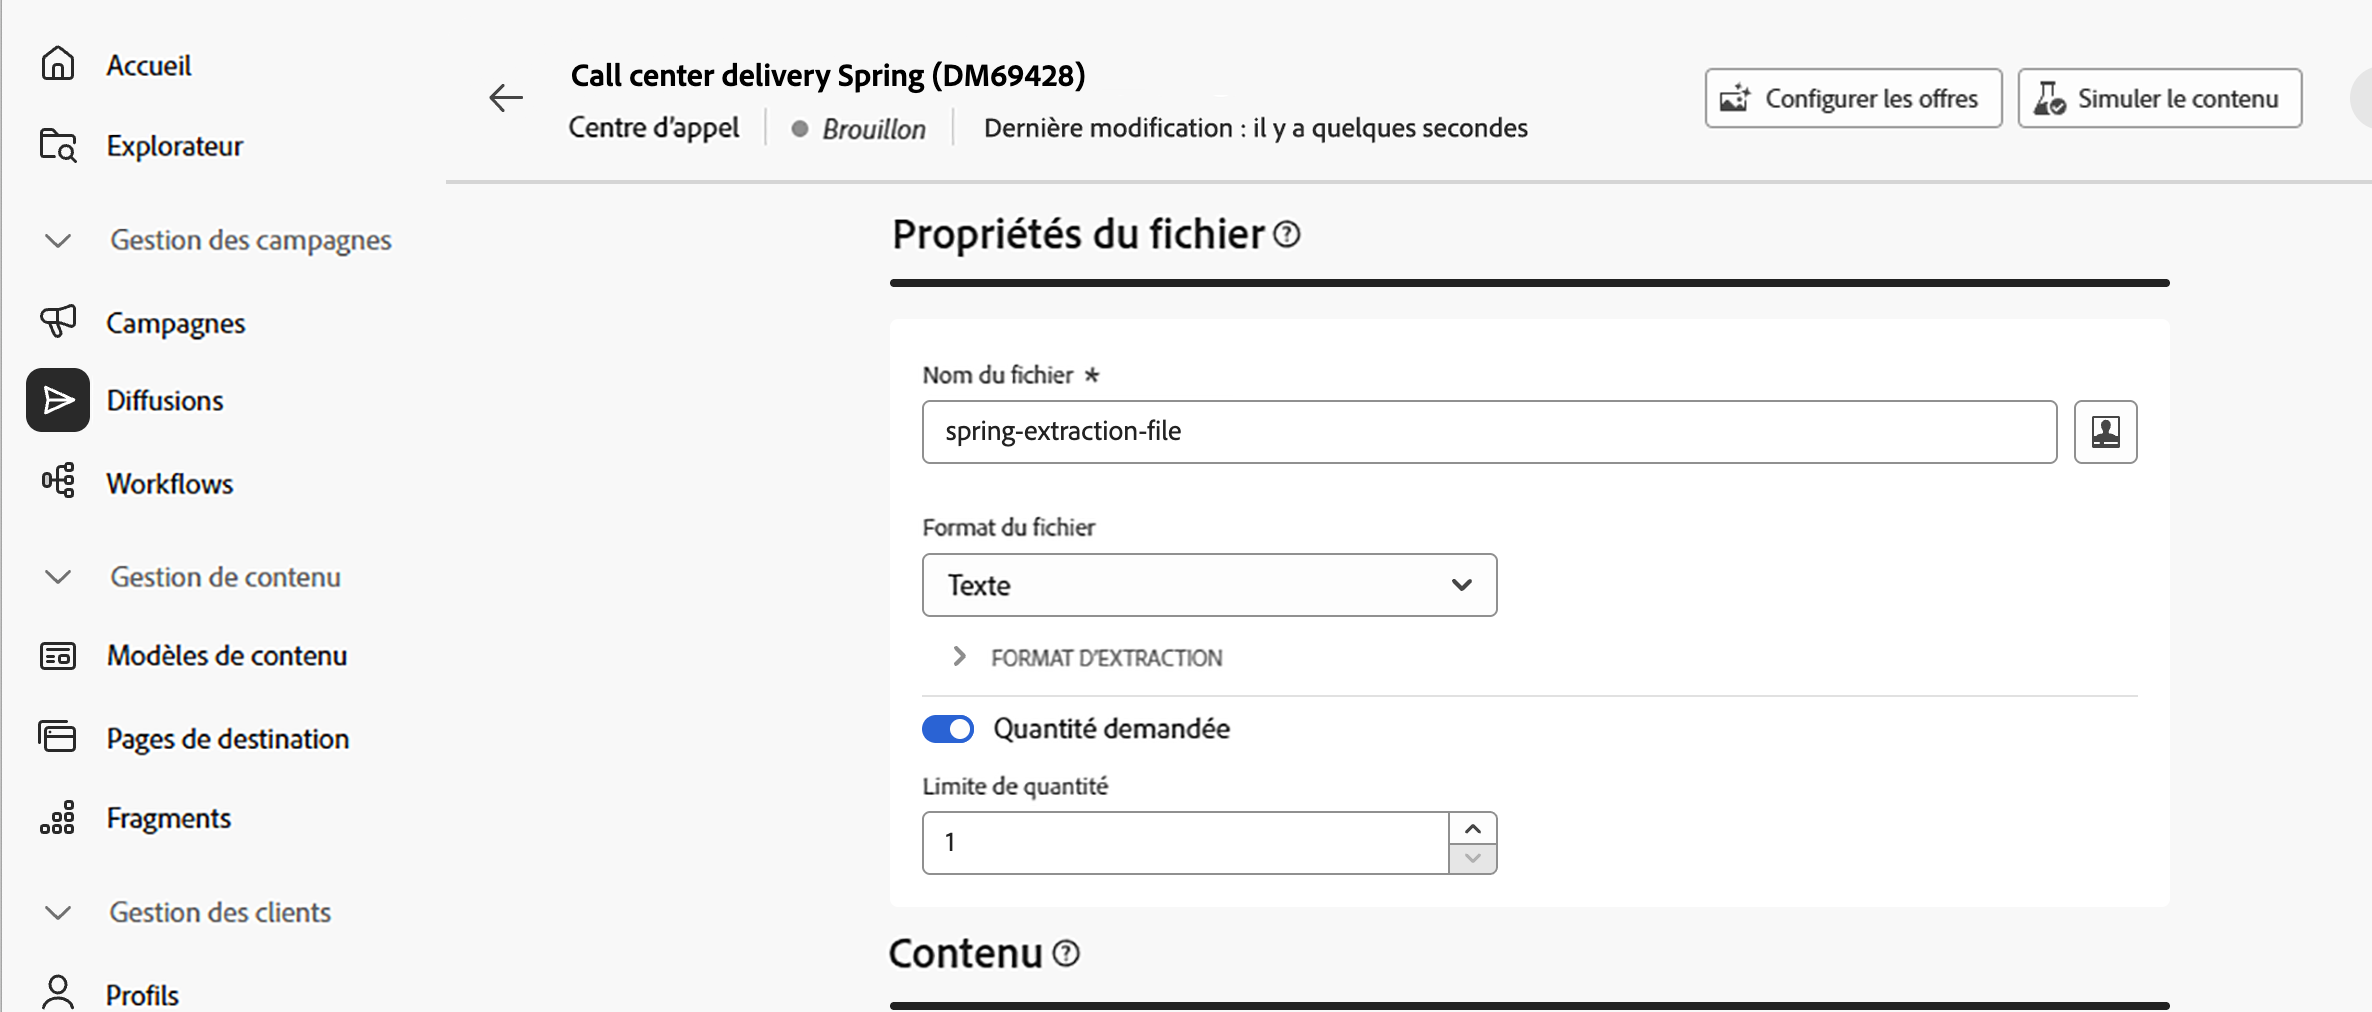 Accueil
Explorateur
Gestion des campagnes
Campagnes
Diffusions
Workflows
Gestion de contenu
Modèles de contenu
Pages de destination
Fragments
Gestion des clients
Profils
Call center delivery Spring (DM69428)
Centre d'appel
Brouillon
Dernière modification : il y a quelques secondes
Configurer les offres
Simuler le contenu
Propriétés du fichier
Nom du fichier *
spring-extraction-file
Format du fichier
Texte
FORMAT D'EXTRACTION
Quantité demandée
Limite de quantité
1
Contenu